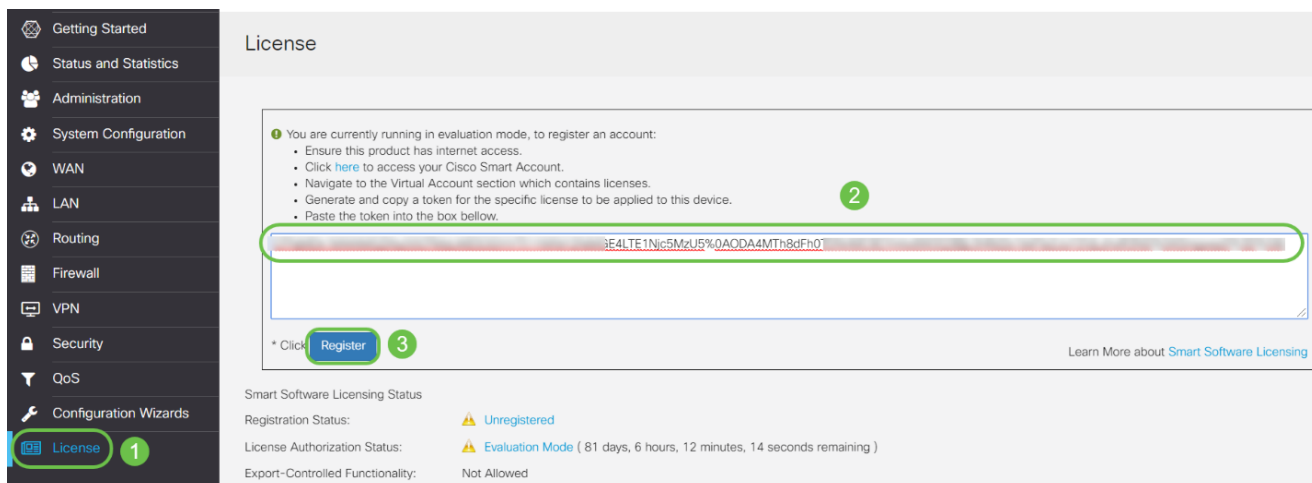 Getting Started
Status and Statistics
Administration
System Configuration
WAN
LAN
Routing
Firewall
VPN
Security
QoS
Configuration Wizards
License
1
License
You are currently running in evaluation mode, to register an account:
• Ensure this product has internet access.
• Click here to access your Cisco Smart Account.
• Navigate to the Virtual Account section which contains licenses.
• Generate and copy a token for the specific license to be applied to this device.
• Paste the token into the box bellow.
2
GE4LTE1Njc5MzU5%0AODA4MTh8dFh0
* Click Register
3
Learn More about Smart Software Licensing
Smart Software Licensing Status
Registration Status: Unregistered
License Authorization Status: Evaluation Mode ( 81 days, 6 hours, 12 minutes, 14 seconds remaining )
Export-Controlled Functionality: Not Allowed